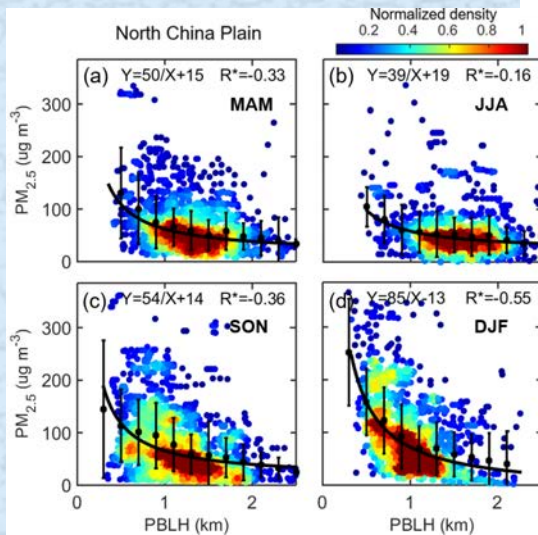 North China Plain
Normalized density
0.2 0.4 0.6 0.8 1
(a) Y=50/X+15 R*=-0.33
MAM
(b) Y=39/X+19 R*=-0.16
JJA
PM2.5 (ug m-3)
300
200
100
0
PM2.5 (ug m-3)
(c) Y=54/X+14 R*=-0.36
SON
(d) Y=85/X-13 R*=-0.55
DJF
300
200
100
0
0 1 2
0 1 2
PBLH (km) PBLH (km)